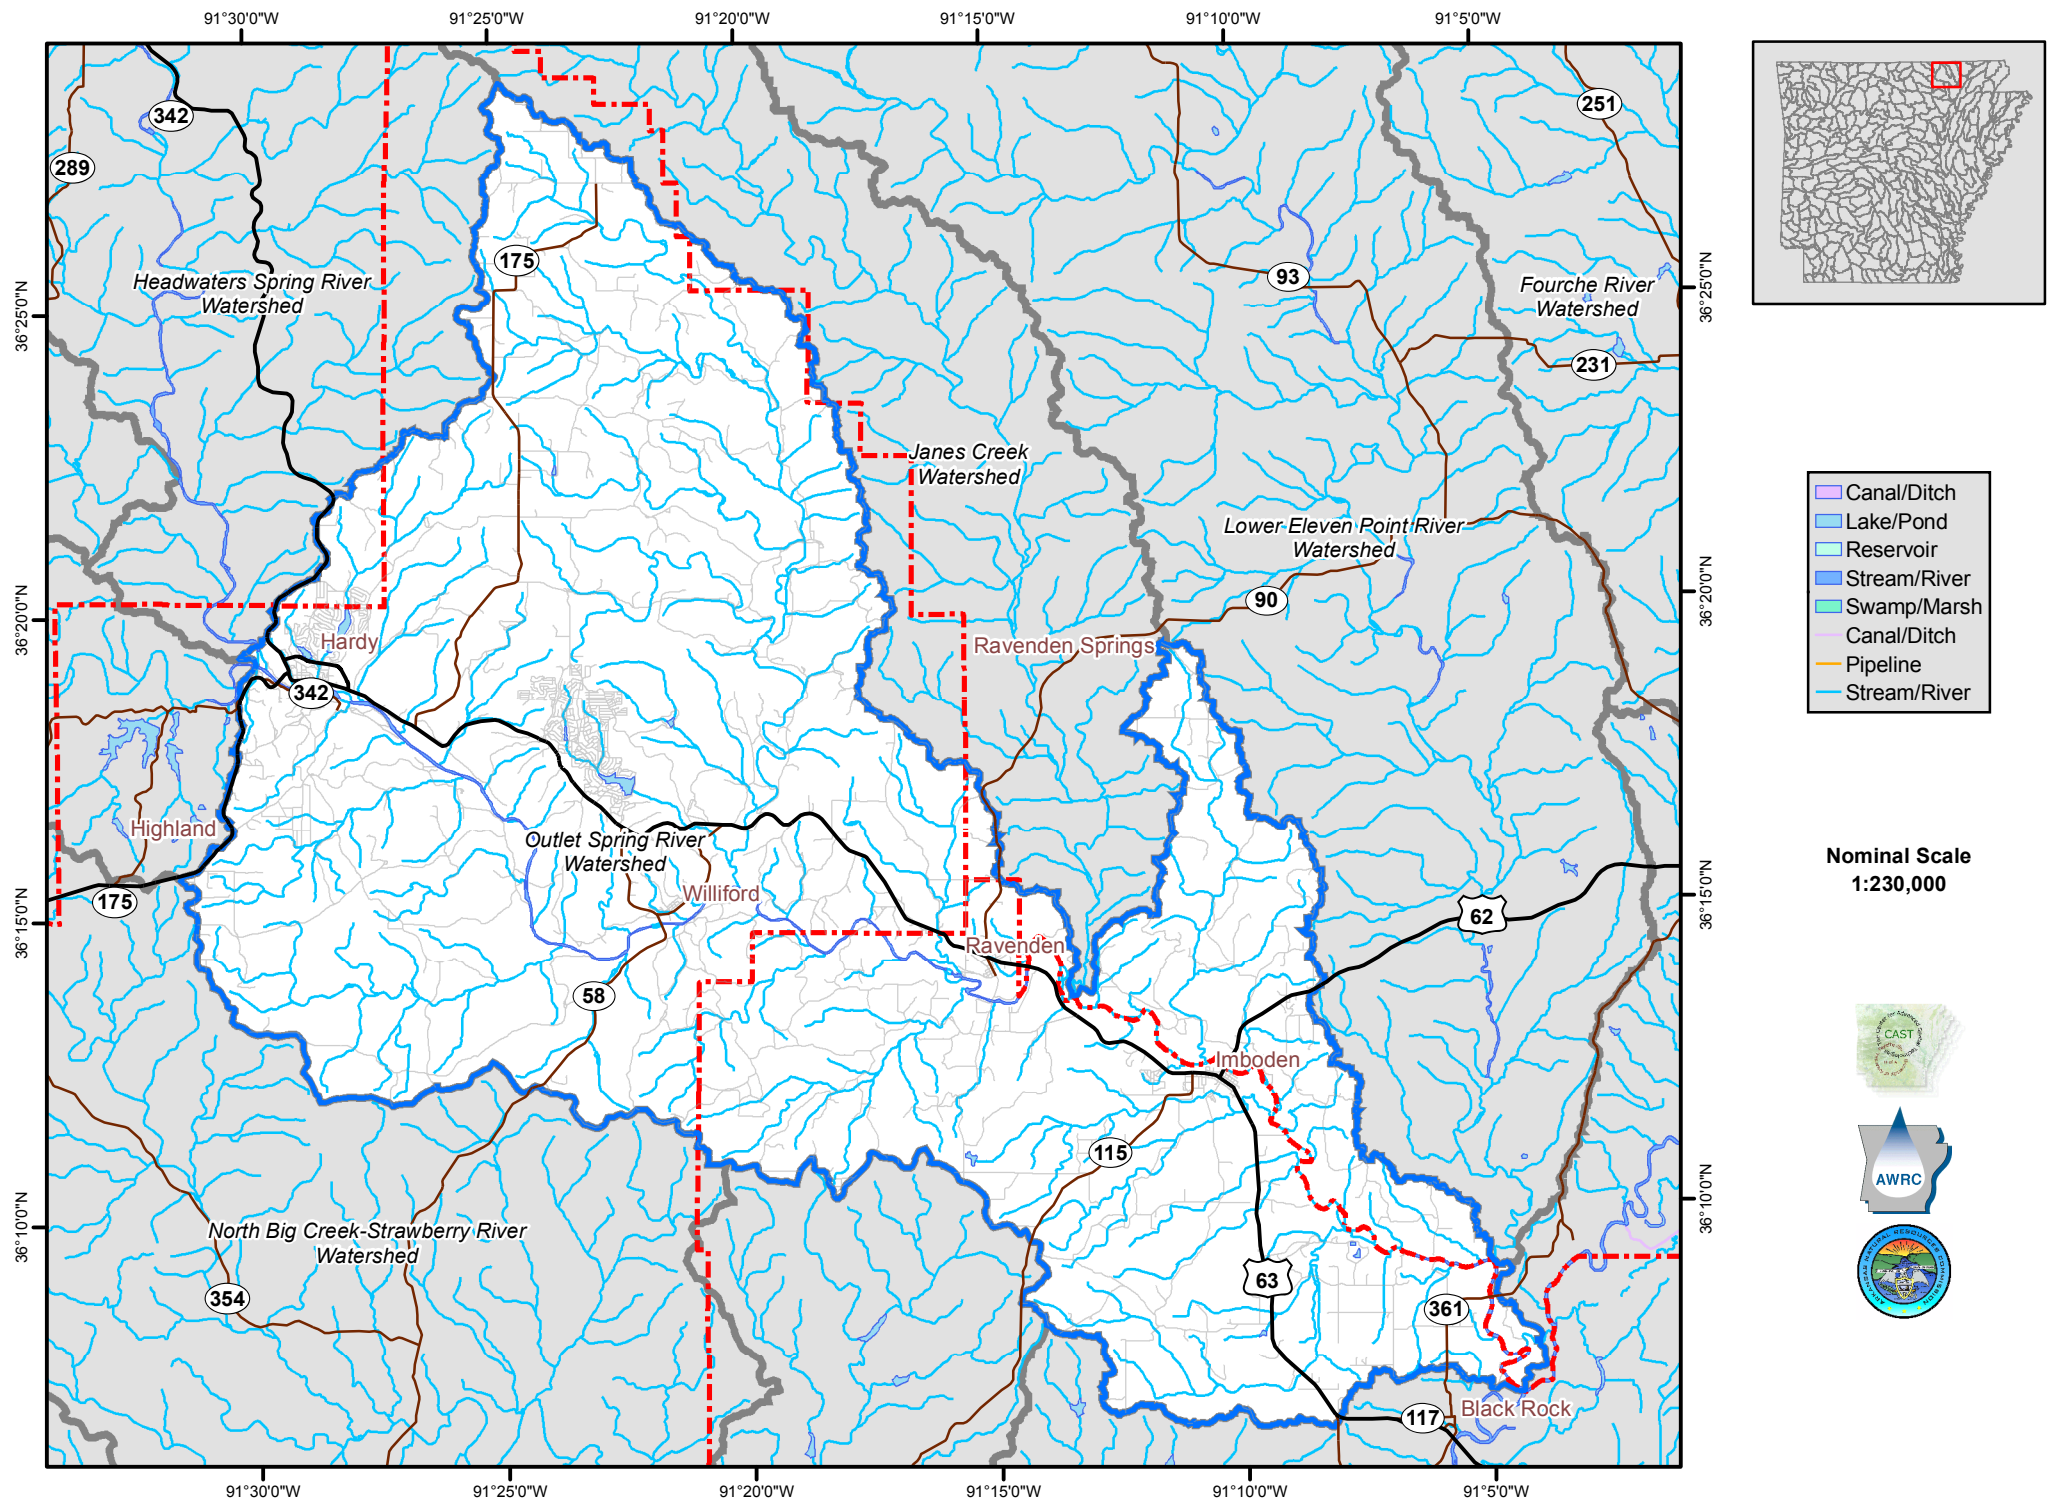 91°30'0"W
91°25'0"W
91°20'0"W
91°15'0"W
91°10'0"W
91°5'0"W
342
251
289
175
93
Headwaters Spring River
Watershed
Fourche River
Watershed
36°25'0"N
36°25'0"N
231
Janes Creek
Watershed
Lower Eleven Point River
Watershed
90
36°20'0"N
36°20'0"N
Hardy
Ravenden Springs
342
Highland
Outlet Spring River
Watershed
Williford
175
62
36°15'0"N
36°15'0"N
Ravenden
58
Imboden
115
36°10'0"N
36°10'0"N
North Big Creek-Strawberry River
Watershed
63
354
361
Black Rock
117
91°30'0"W
91°25'0"W
91°20'0"W
91°15'0"W
91°10'0"W
91°5'0"W
Canal/Ditch
Lake/Pond
Reservoir
Stream/River
Swamp/Marsh
Canal/Ditch
Pipeline
Stream/River
Nominal Scale
1:230,000
CAST
AWRC
ARKANSAS NATURAL RESOURCES COMMISSION